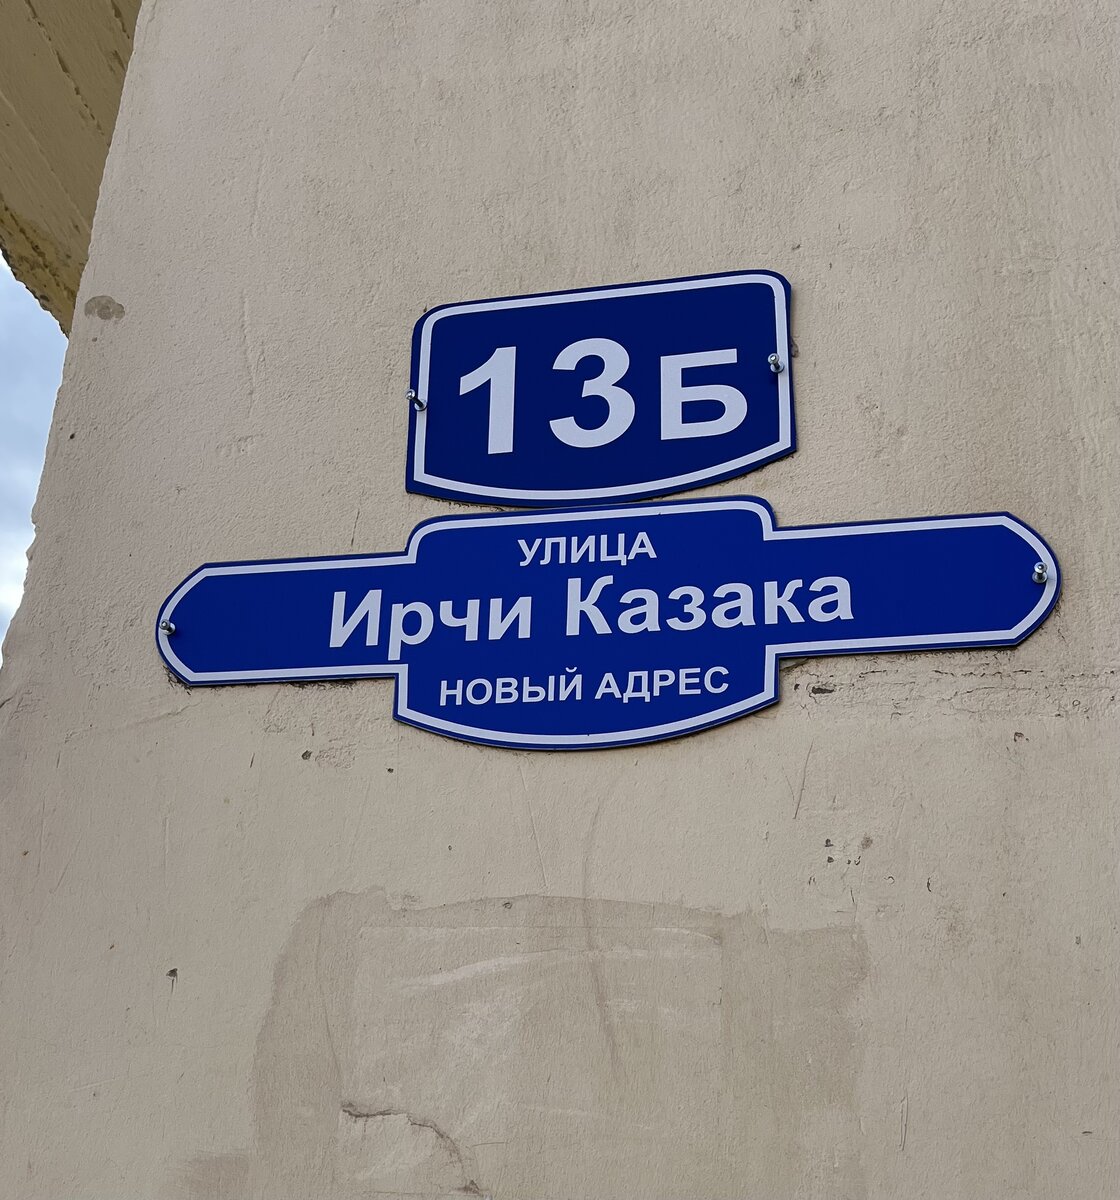 13Б
УЛИЦА
Ирчи Казака
НОВЫЙ АДРЕС